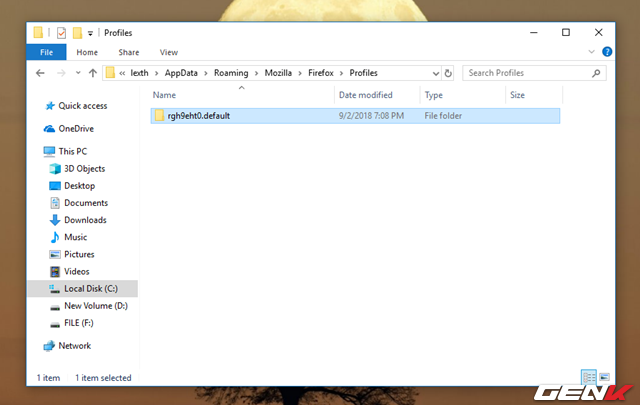 Profiles
File Home Share View
« lexth › AppData › Roaming › Mozilla › Firefox › Profiles
Search Profiles
Name Date modified Type Size
rgh9eht0.default 9/2/2018 7:08 PM File folder
Quick access
OneDrive
This PC
3D Objects
Desktop
Documents
Downloads
Music
Pictures
Videos
Local Disk (C:)
New Volume (D:)
FILE (F:)
Network
1 item 1 item selected
GENK